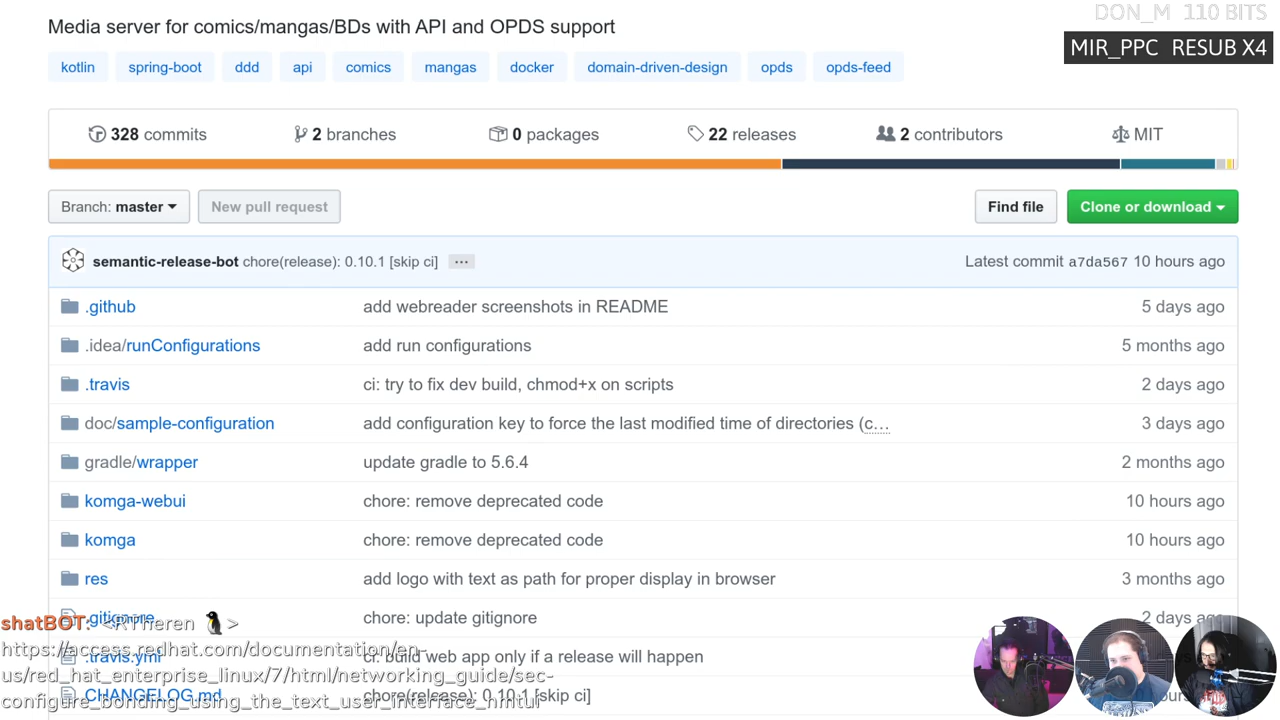 DON_M 110 BITS
Media server for comics/mangas/BDs with API and OPDS support
MIR_PPC RESUB X4
kotlin spring-boot ddd api comics mangas docker domain-driven-design opds opds-feed
328 commits 2 branches 0 packages 22 releases 2 contributors MIT
Branch: master New pull request Find file Clone or download
semantic-release-bot chore(release): 0.10.1 [skip ci] ... Latest commit a7da567 10 hours ago
.github add webreader screenshots in README 5 days ago
.idea/runConfigurations add run configurations 5 months ago
.travis ci: try to fix dev build, chmod+x on scripts 2 days ago
doc/sample-configuration add configuration key to force the last modified time of directories (c… 3 days ago
gradle/wrapper update gradle to 5.6.4 2 months ago
komga-webui chore: remove deprecated code 10 hours ago
komga chore: remove deprecated code 10 hours ago
res add logo with text as path for proper display in browser 3 months ago
.gitignore chore: update gitignore 2 days ago
shatBOT: <RTheren 🐧>
https://access.redhat.com/documentation/en-
.travis.yml ci: build web app only if a release will happen
us/red_hat_enterprise_linux/7/html/networking_guide/sec-
CHANGELOG.md chore(release): 0.10.1 [skip ci]
configure_bonding_using_the_text_user_interface_nmtui